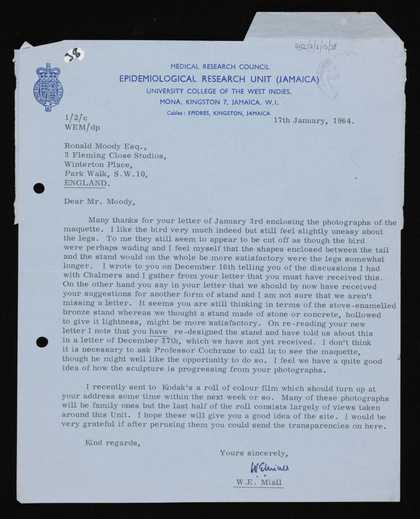 38
MEDICAL RESEARCH COUNCIL
EPIDEMIOLOGICAL RESEARCH UNIT (JAMAICA)
UNIVERSITY COLLEGE OF THE WEST INDIES,
MONA, KINGSTON 7, JAMAICA, W.I.
Cables: EPIDRES, KINGSTON, JAMAICA
1/2/c
WEM/dp
17th January, 1964.
Ronald Moody Esq.,
3 Fleming Close Studios,
Winterton Place,
Park Walk, S.W.10,
ENGLAND.
Dear Mr. Moody,
Many thanks for your letter of January 3rd enclosing the photographs of the
maquette. I like the bird very much indeed but still feel slightly uneasy about
the legs. To me they still seem to appear to be cut off as though the bird
were perhaps wading and I feel myself that the shapes enclosed between the tail
and the stand would on the whole be more satisfactory were the legs somewhat
longer. I wrote to you on December 16th telling of the discussions I had
with Chalmers and I gather from your letter that you must have received this.
On the other hand you say in your letter that we should by now have received
your suggestions for another form of stand and I am not sure that we aren't
missing a letter. It seems you are still thinking in terms of the stove-enamelled
bronze stand whereas we thought a stand made of stone or concrete, hollowed
to give it lightness, might be more satisfactory. On re-reading your new
letter I note that you have re-designed the stand and have told us about this
in a letter of December 17th, which we have not yet received. I don't think
it is necessary to ask Professor Cochrane to call in to see the maquette,
though he might well like the opportunity to do so. I feel we have a quite good
idea of how the sculpture is progressing from your photographs.
I recently sent to Kodak's a roll of colour film which should turn up at
your address some time within the next week or so. Many of these photographs
will be family ones but the last half of the roll consists largely of views taken
around this Unit. I hope these will give you a good idea of the site. I would be
very grateful if after perusing them you could send the transparencies on here.
Kind regards,
Yours sincerely,
WEMiall
W.E. Miall